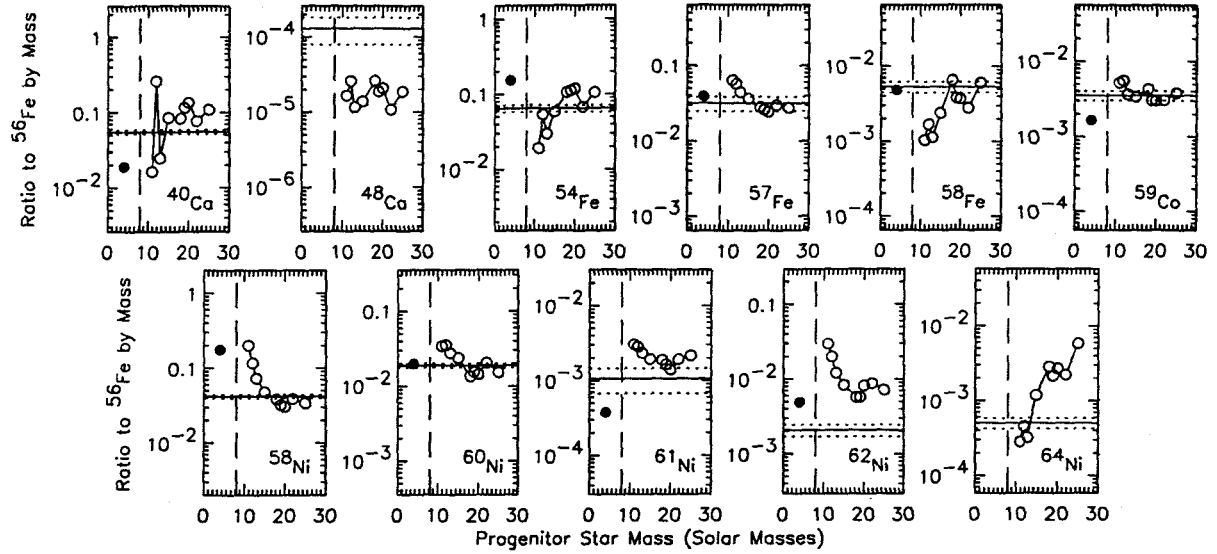 Ratio to ⁵⁶Fe by Mass
1
0.1
10⁻²
⁴⁰Ca
0 10 20 30
10⁻⁴
10⁻⁵
10⁻⁶
⁴⁸Ca
0 10 20 30
1
0.1
10⁻²
⁵⁴Fe
0 10 20 30
0.1
10⁻²
10⁻³
⁵⁷Fe
0 10 20 30
10⁻²
10⁻³
10⁻⁴
⁵⁸Fe
0 10 20 30
10⁻²
10⁻³
10⁻⁴
⁵⁹Co
0 10 20 30
Ratio to ⁵⁶Fe by Mass
1
0.1
10⁻²
⁵⁸Ni
0 10 20 30
0.1
10⁻²
10⁻³
⁶⁰Ni
0 10 20 30
10⁻²
10⁻³
10⁻⁴
⁶¹Ni
0 10 20 30
0.1
10⁻²
10⁻³
⁶²Ni
0 10 20 30
10⁻²
10⁻³
10⁻⁴
⁶⁴Ni
0 10 20 30
Progenitor Star Mass (Solar Masses)